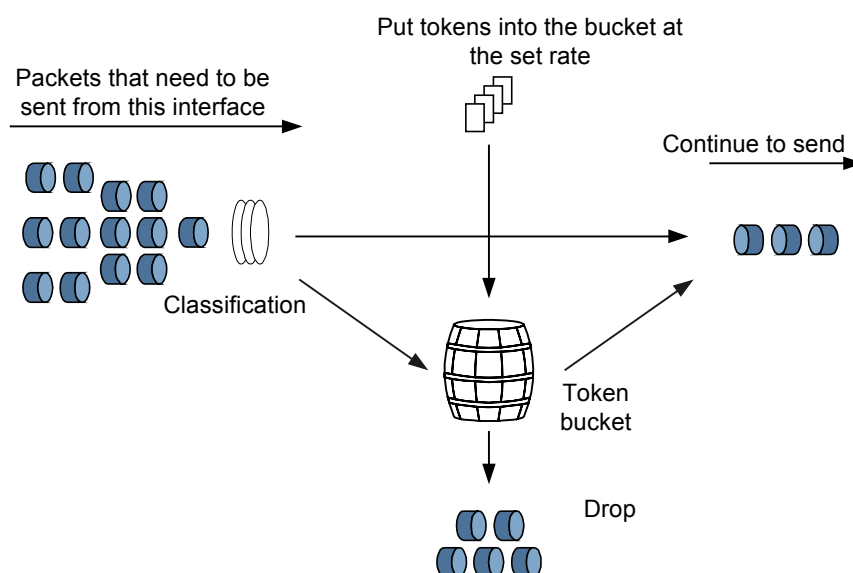 Put tokens into the bucket at
the set rate
Packets that need to be
sent from this interface
Continue to send
Classification
Token
bucket
Drop